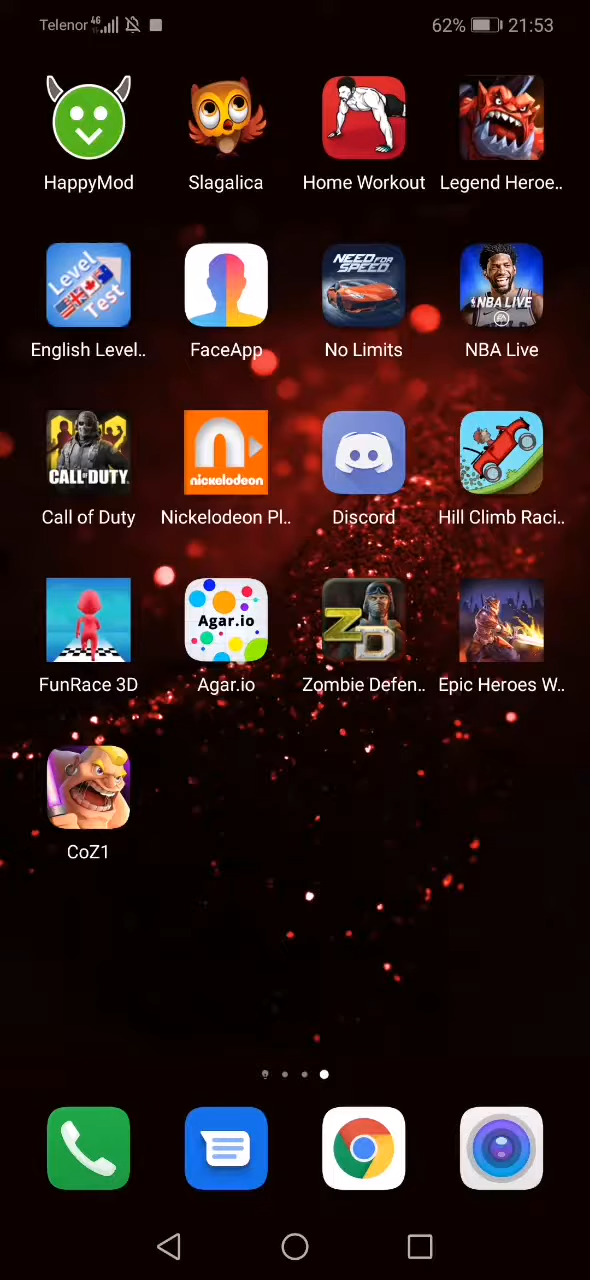 Telenor 4G 62% 21:53
HappyMod Slagalica Home Workout Legend Heroe..
Level Test NEED FOR SPEED NBA LIVE
English Level.. FaceApp No Limits NBA Live
CALL OF DUTY nickelodeon
Call of Duty Nickelodeon Pl.. Discord Hill Climb Raci..
Agar.io ZD
FunRace 3D Agar.io Zombie Defen.. Epic Heroes W..
CoZ1